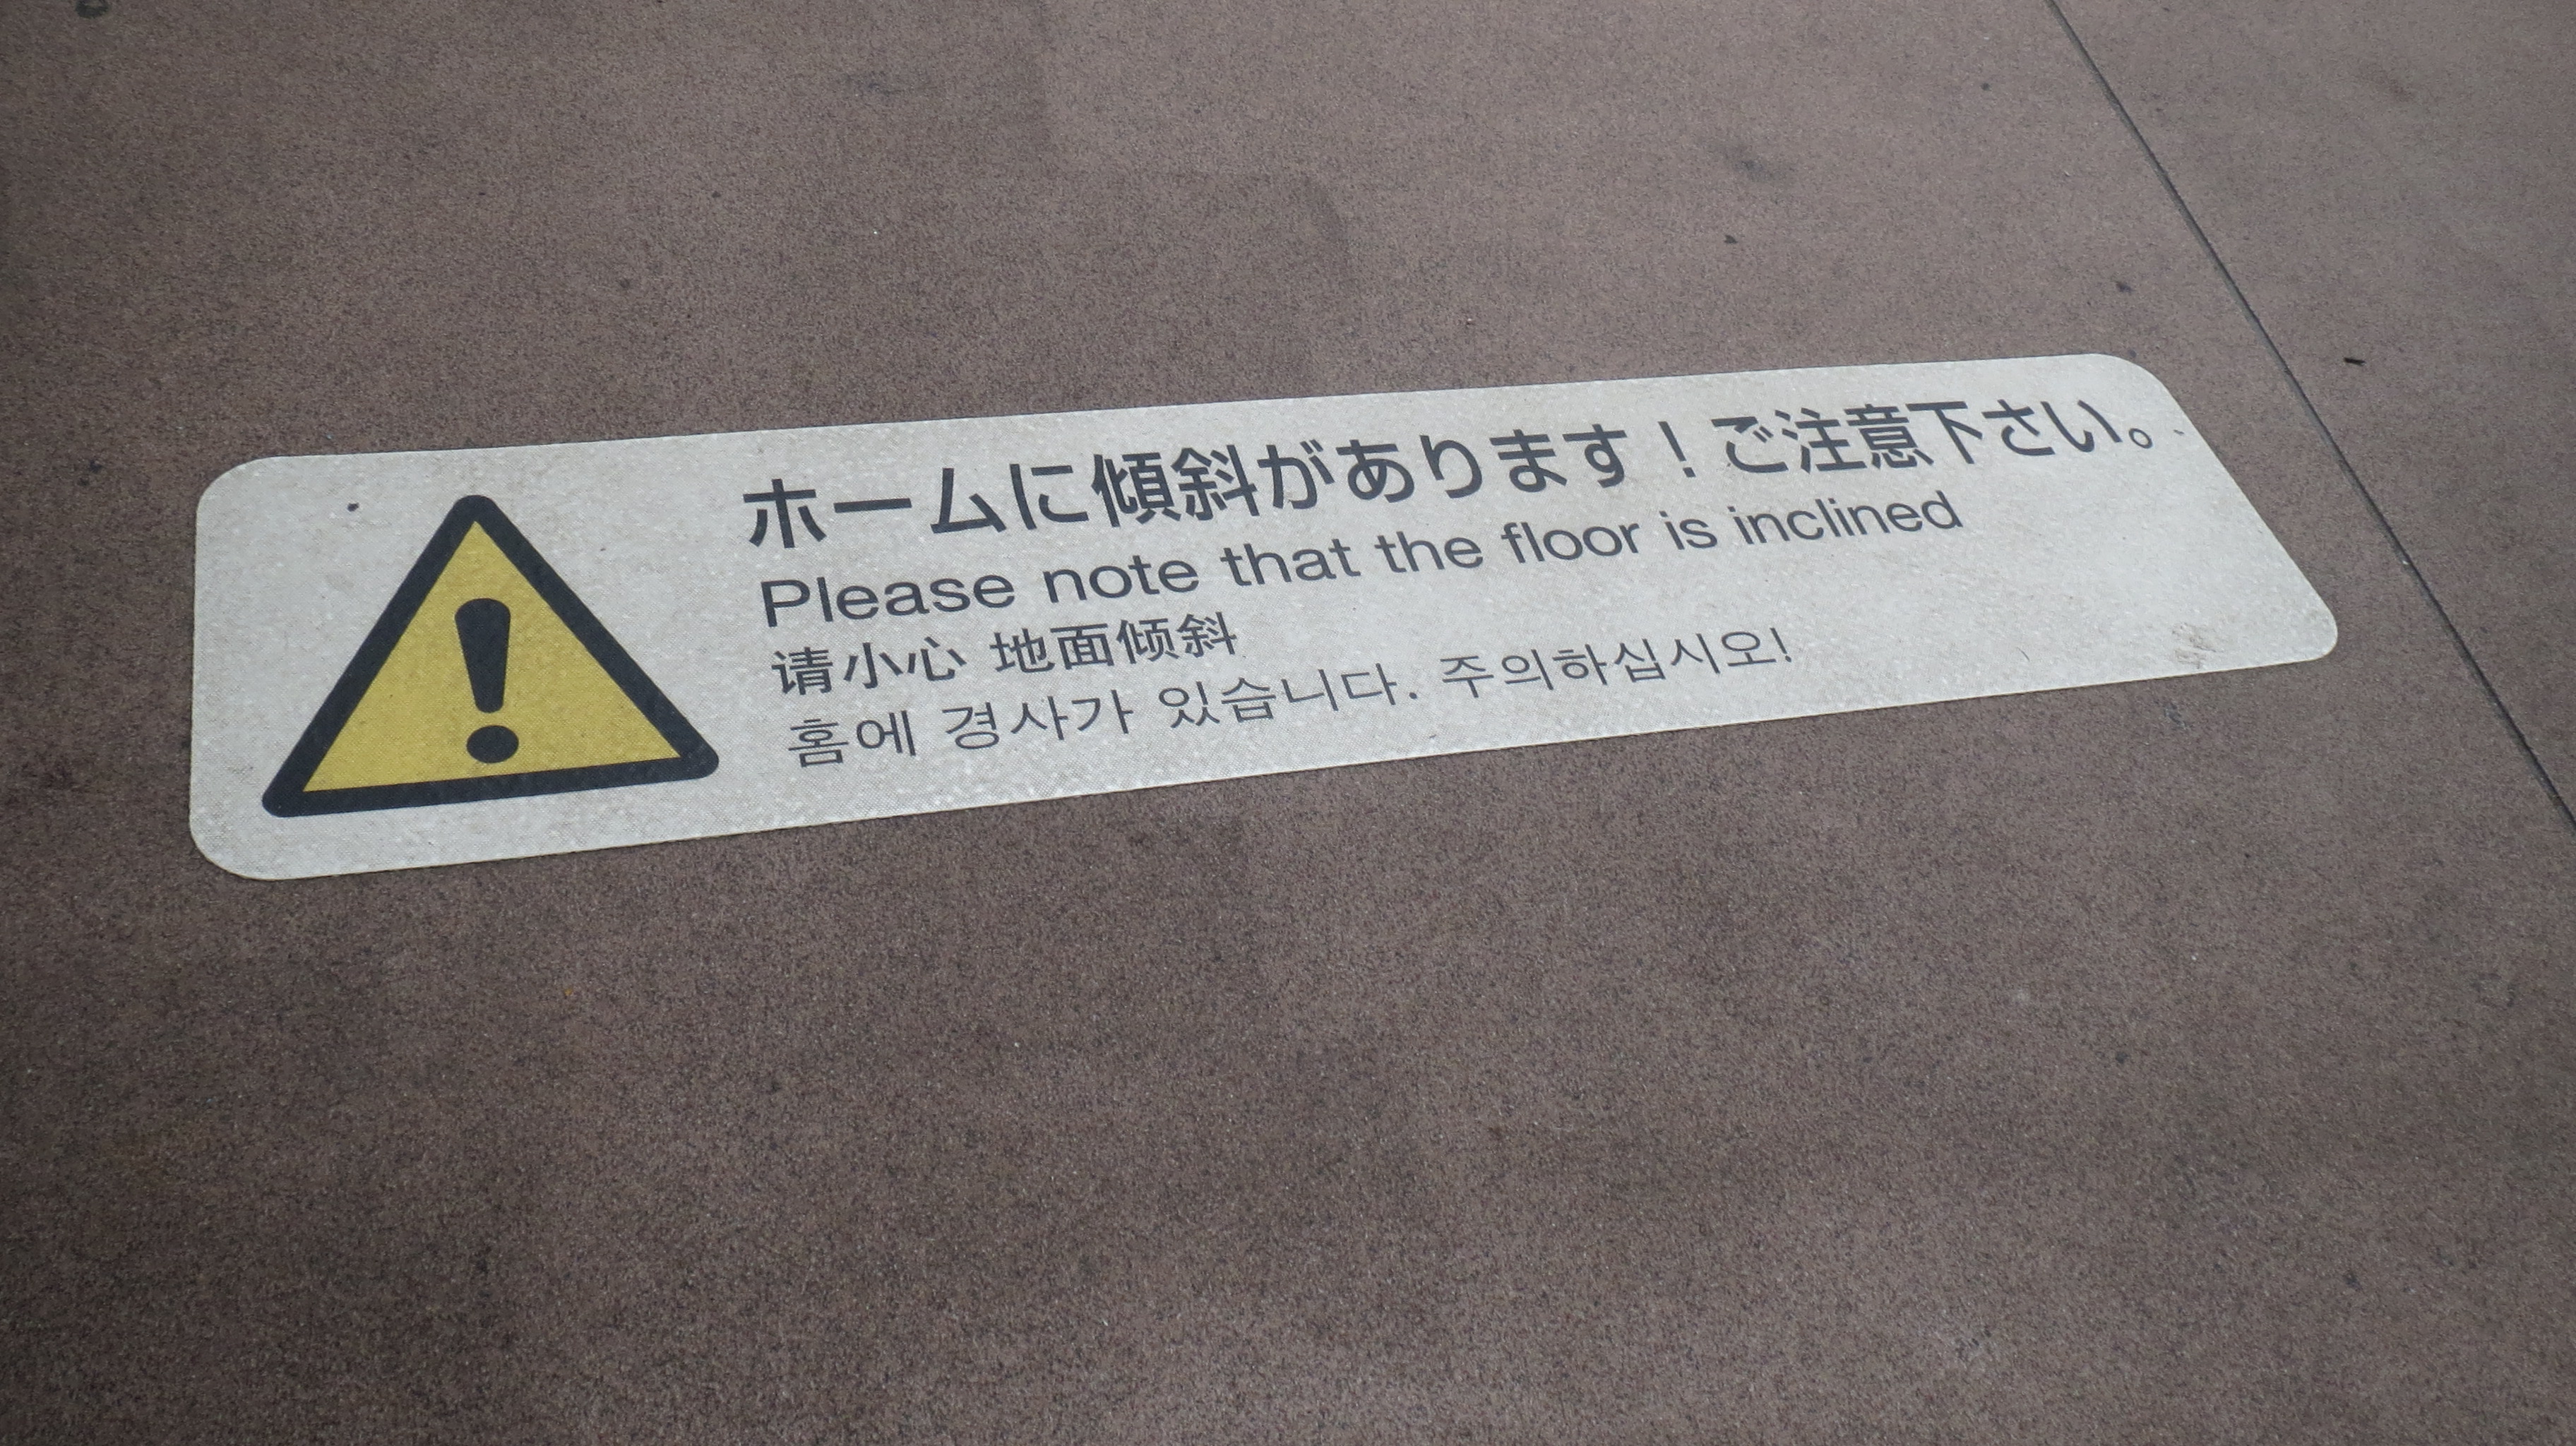 ホームに傾斜があります！ご注意下さい。
Please note that the floor is inclined
请小心 地面倾斜
홈에 경사가 있습니다. 주의하십시오!